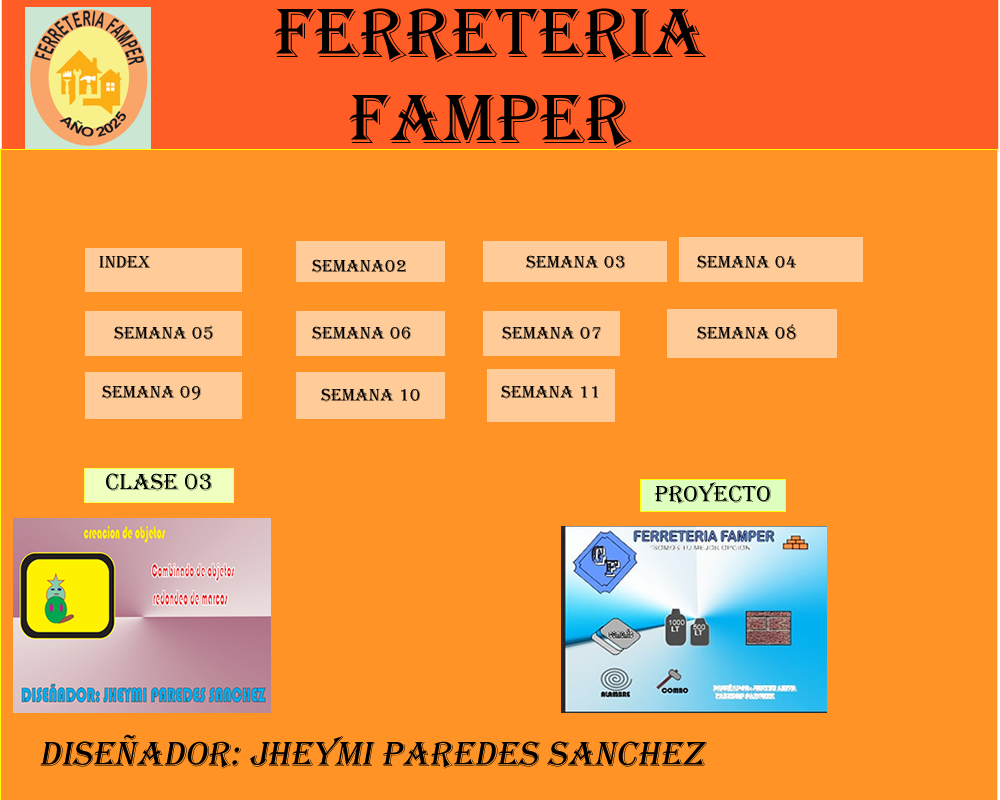 FERRETERIA FAMPER
AÑO 2025
FERRETERIA
FAMPER
INDEX
SEMANA02
SEMANA 03
SEMANA 04
SEMANA 05
SEMANA 06
SEMANA 07
SEMANA 08
SEMANA 09
SEMANA 10
SEMANA 11
CLASE 03
PROYECTO
creacion de objetos
Combinado de objetos
redondeo de marcos
DISEÑADOR: JHEYMI PAREDES SANCHEZ
FERRETERIA FAMPER
"SOMOS TU MEJOR OPCION
1000
LT
500
LT
ALAMBRE
COMBO
DISEÑADOR: JHEYMI PAREDES SANCHEZ